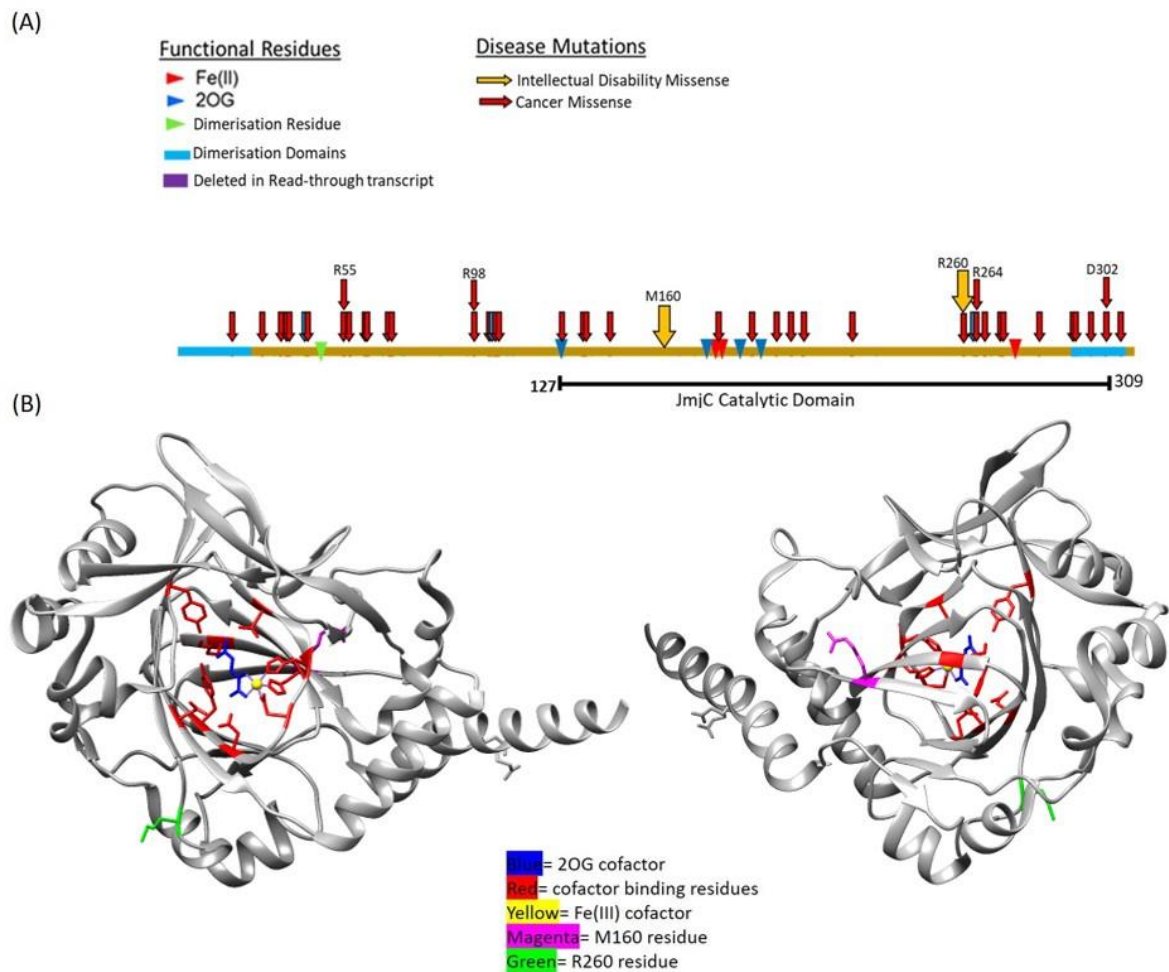 (A)
Functional Residues
Fe(II)
2OG
Dimerisation Residue
Dimerisation Domains
Deleted in Read-through transcript
Disease Mutations
Intellectual Disability Missense
Cancer Missense
R55
R98
M160
R260
R264
D302
127
309
JmjC Catalytic Domain
(B)
Blue= 2OG cofactor
Red= cofactor binding residues
Yellow= Fe(III) cofactor
Magenta= M160 residue
Green= R260 residue